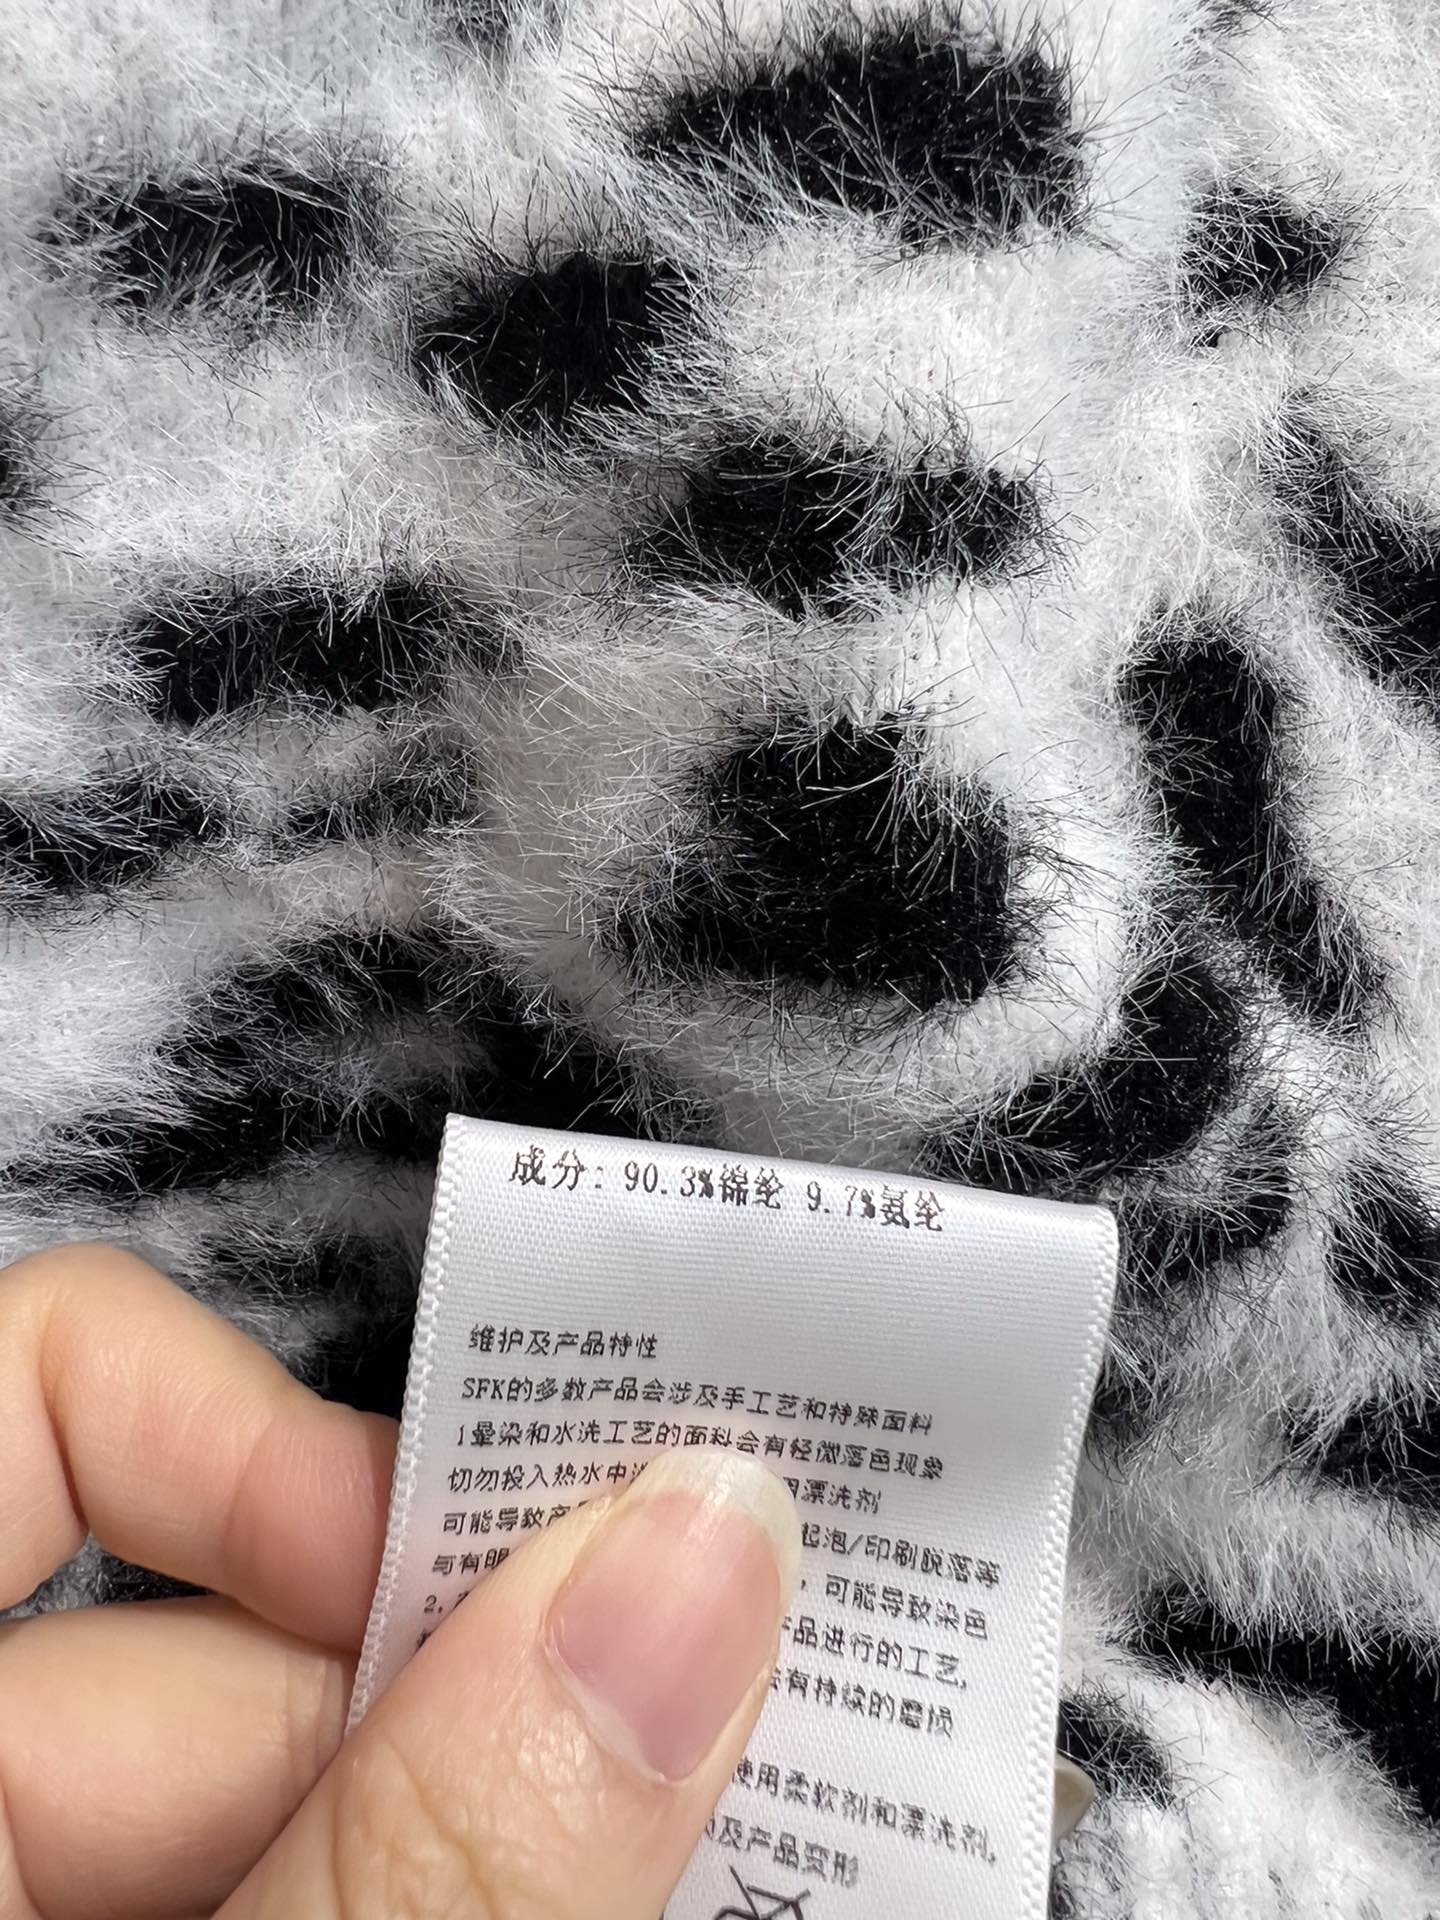 成分: 90.3%锦纶 9.7%氨纶
维护及产品特性
SFK的多数产品会涉及手工艺和特殊面料
1晕染和水洗工艺的面料会有轻微落色现象
切勿投入热水中 漂洗剂
可能导致产 起泡/印刷脱落等
与有明 ，可能导致染色
2. 品进行的工艺,
有持续的磨损
使用柔软剂和漂洗剂,
及产品变形